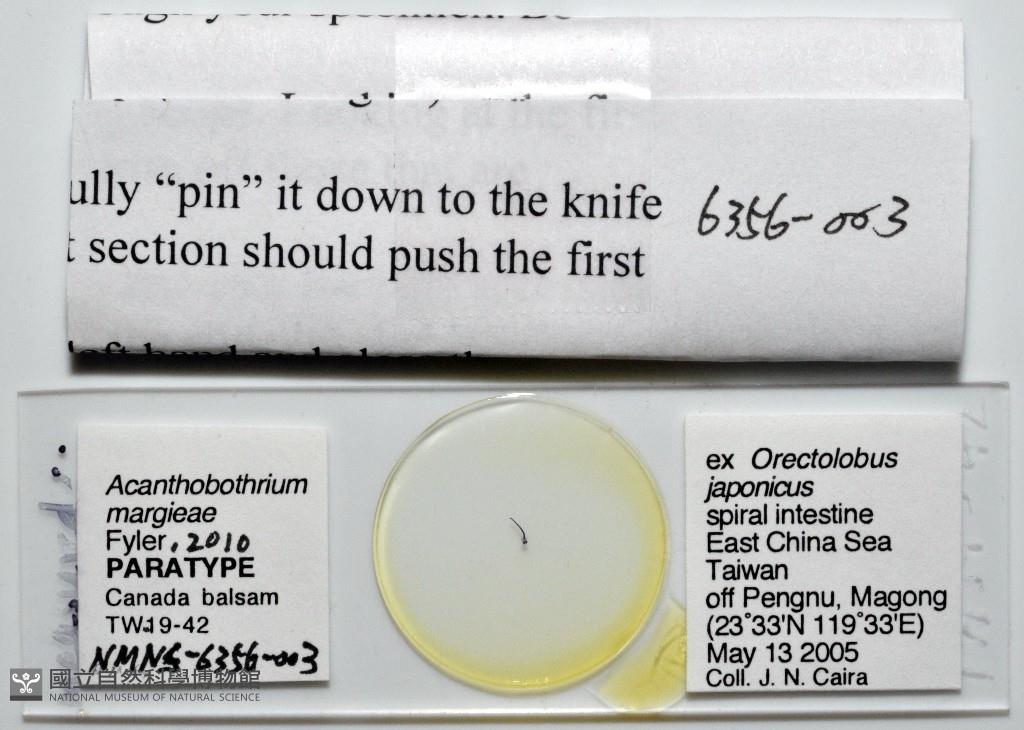 ully “pin” it down to the knife
6356-003
t section should push the first
Acanthobothrium
margieae
Fyler, 2010
PARATYPE
Canada balsam
TW-19-42
NMNS-6356-003
ex Orectolobus
japonicus
spiral intestine
East China Sea
Taiwan
off Pengnu, Magong
(23°33'N 119°33'E)
May 13 2005
Coll. J. N. Caira
國立自然科學博物館
NATIONAL MUSEUM OF NATURAL SCIENCE